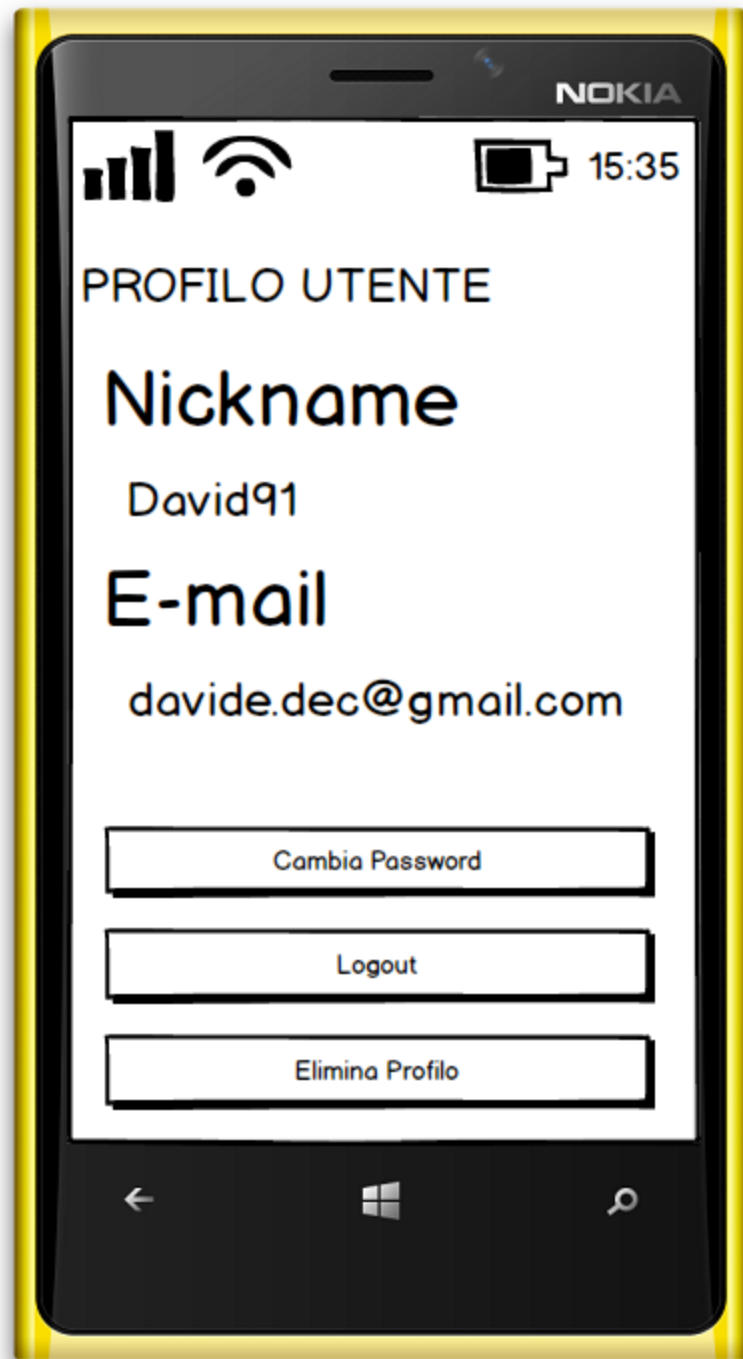 NOKIA
15:35
PROFILO UTENTE
Nickname
David91
E-mail
davide.dec@gmail.com
Cambia Password
Logout
Elimina Profilo